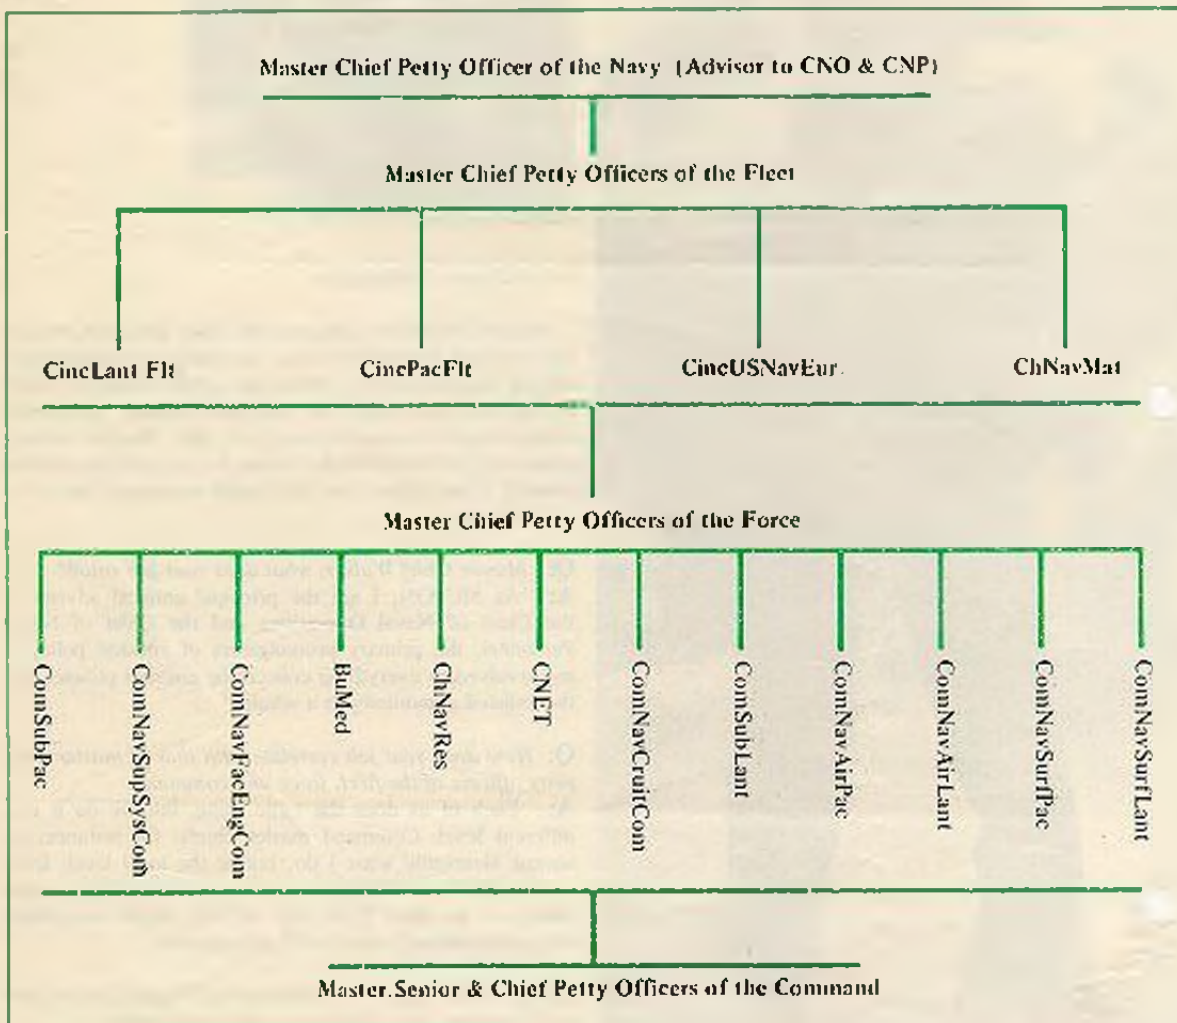 Master Chief Petty Officer of the Navy (Advisor to CNO & CNP)
Master Chief Petty Officers of the Fleet
CincLant Flt
CincPacFlt
CincUSNavEur
ChNavMat
Master Chief Petty Officers of the Force
ComSubPac
ComNavSupSysCom
ComNavFacEngCom
BuMed
ChNavRes
CNET
ComNavCruitCom
ComSubLant
ComNavAirPac
ComNavAirLant
ComNavSurfPac
ComNavSurfLant
Master.Senior & Chief Petty Officers of the Command